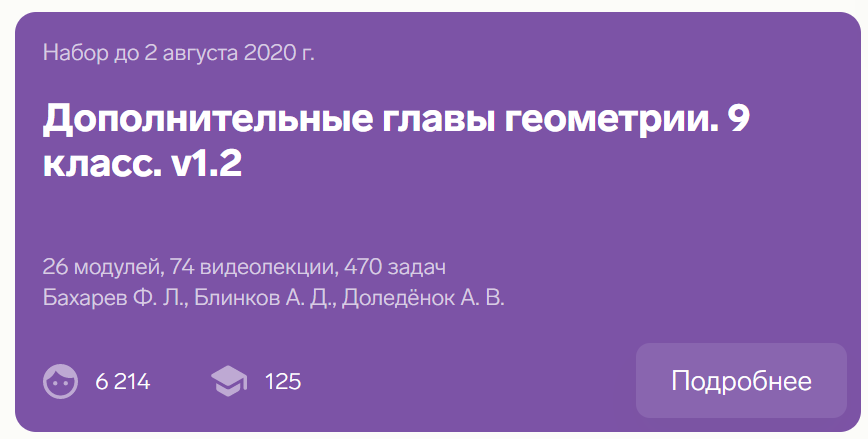 Набор до 2 августа 2020 г.
Дополнительные главы геометрии. 9
класс. v1.2
26 модулей, 74 видеолекции, 470 задач
Бахарев Ф. Л., Блинков А. Д., Доледёнок А. В.
6 214
125
Подробнее